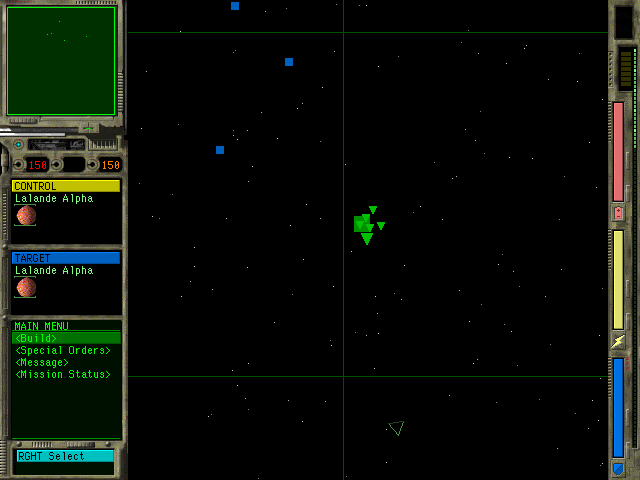 150 150
CONTROL
Lalande Alpha
TARGET
Lalande Alpha
MAIN MENU
<Build>
<Special Orders>
<Message>
<Mission Status>
RGHT Select